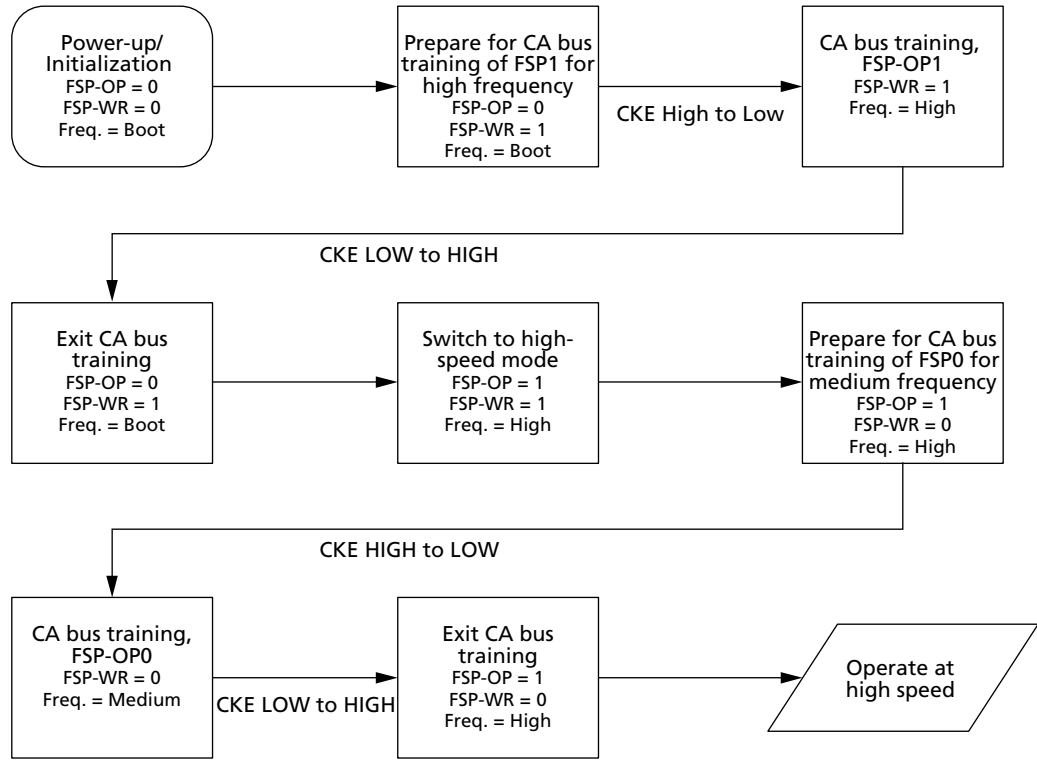 Power-up/
Initialization
FSP-OP = 0
FSP-WR = 0
Freq. = Boot
Prepare for CA bus
training of FSP1 for
high frequency
FSP-OP = 0
FSP-WR = 1
Freq. = Boot
CKE High to Low
CA bus training,
FSP-OP1
FSP-WR = 1
Freq. = High
CKE LOW to HIGH
Exit CA bus
training
FSP-OP = 0
FSP-WR = 1
Freq. = Boot
Switch to high-
speed mode
FSP-OP = 1
FSP-WR = 1
Freq. = High
Prepare for CA bus
training of FSP0 for
medium frequency
FSP-OP = 1
FSP-WR = 0
Freq. = High
CKE HIGH to LOW
CA bus training,
FSP-OP0
FSP-WR = 0
Freq. = Medium
CKE LOW to HIGH
Exit CA bus
training
FSP-OP = 1
FSP-WR = 0
Freq. = High
Operate at
high speed